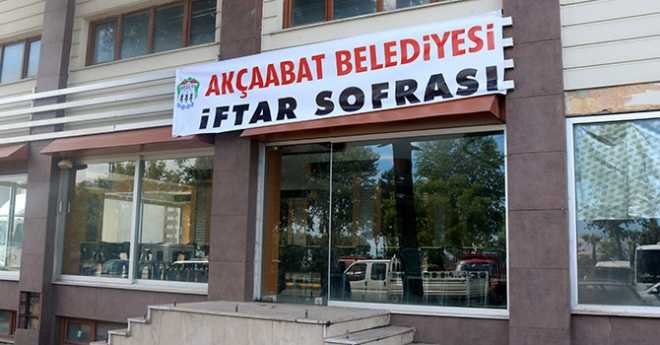 AKÇAABAT BELEDİYESİ
İFTAR SOFRASI